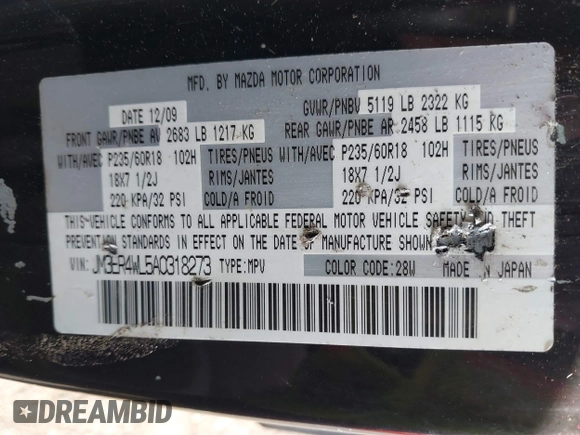 MFD. BY MAZDA MOTOR CORPORATION
DATE 12/09
GVWR/PNBV 5119 LB 2322 KG
FRONT GAWR/PNBE AV 2683 LB 1217 KG
REAR GAWR/PNBE AR 2458 LB 1115 KG
WITH/AVEC P235/60R18 102H TIRES/PNEUS WITH/AVEC P235/60R18 102H TIRES/PNEUS
18X7 1/2J RIMS/JANTES 18X7 1/2J RIMS/JANTES
220 KPA/32 PSI COLD/A FROID 220 KPA/32 PSI COLD/A FROID
THIS VEHICLE CONFORMS TO ALL APPLICABLE FEDERAL MOTOR VEHICLE SAFETY AND THEFT
PREVENTION STANDARDS IN EFFECT ON THE DATE OF MANUFACTURE SHOWN
VIN: JM3ER4WL5A0318273 TYPE:MPV COLOR CODE:28W MADE IN JAPAN
DREAMBID